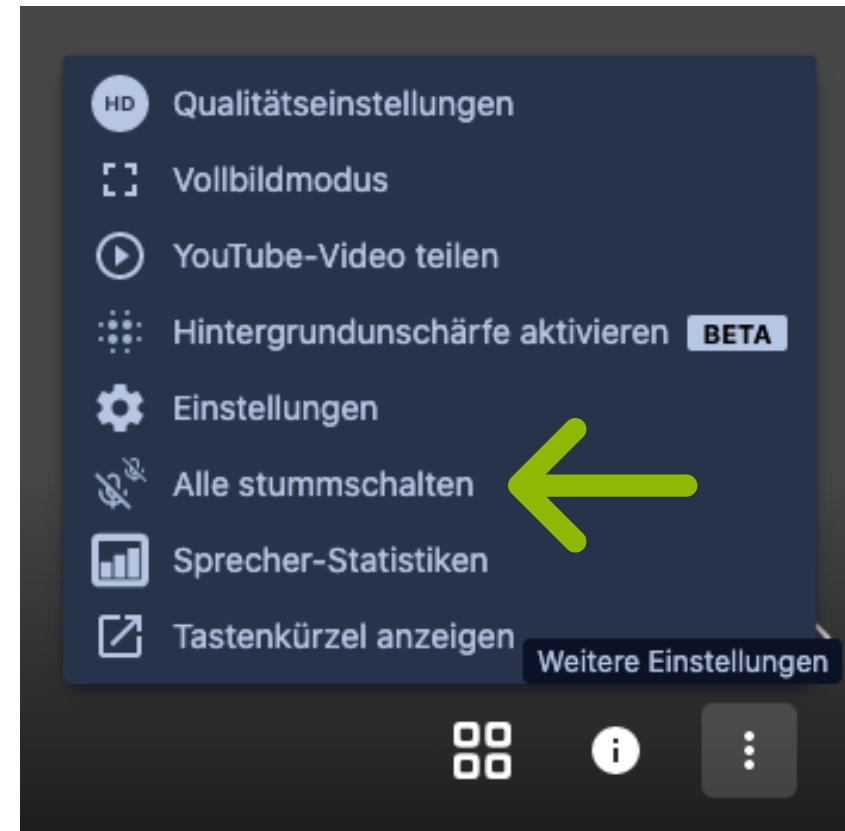 HD Qualitätseinstellungen
Vollbildmodus
YouTube-Video teilen
Hintergrundunschärfe aktivieren BETA
Einstellungen
Alle stummschalten
Sprecher-Statistiken
Tastenkürzel anzeigen
Weitere Einstellungen